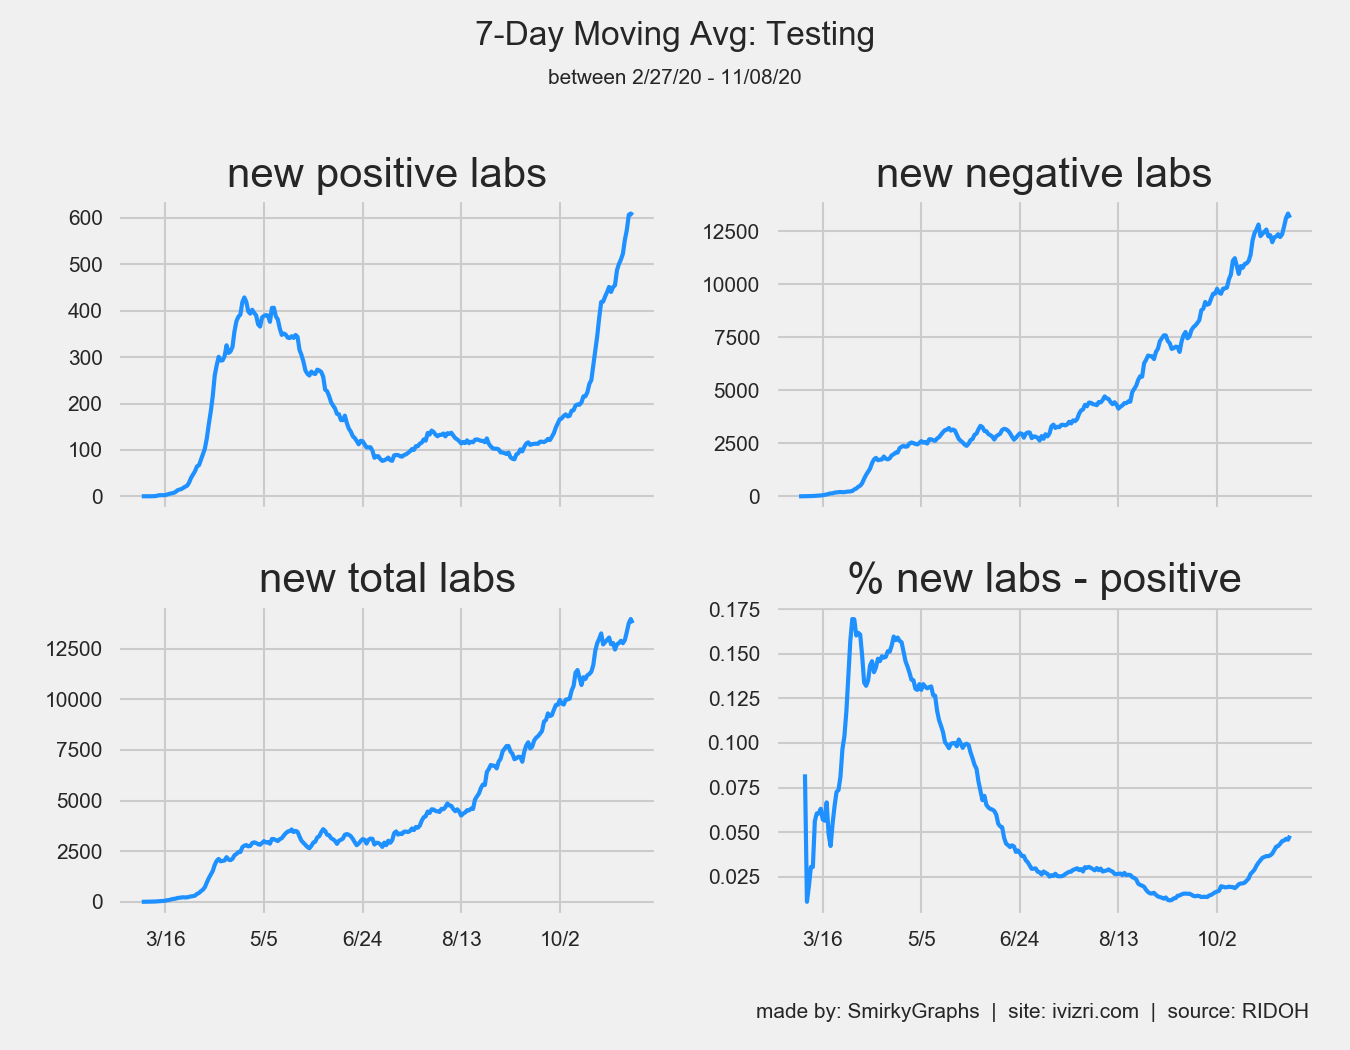 7-Day Moving Avg: Testing
between 2/27/20 - 11/08/20
new positive labs
600
500
400
300
200
100
0
new negative labs
12500
10000
7500
5000
2500
0
new total labs
12500
10000
7500
5000
2500
0
3/16 5/5 6/24 8/13 10/2
% new labs - positive
0.175
0.150
0.125
0.100
0.075
0.050
0.025
3/16 5/5 6/24 8/13 10/2
made by: SmirkyGraphs | site: ivizri.com | source: RIDOH